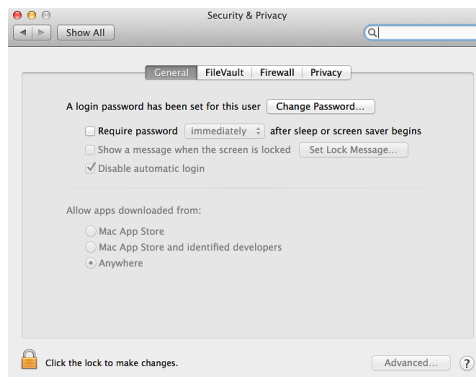 Security & Privacy
Show All
General FileVault Firewall Privacy
A login password has been set for this user Change Password...
Require password immediately after sleep or screen saver begins
Show a message when the screen is locked Set Lock Message...
Disable automatic login
Allow apps downloaded from:
Mac App Store
Mac App Store and identified developers
Anywhere
Click the lock to make changes. Advanced... ?